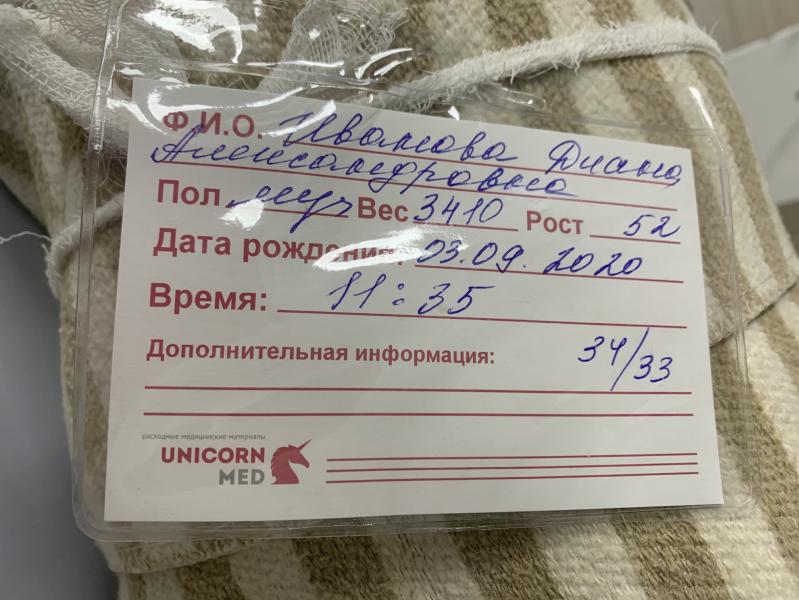 Ф.И.О. Иванова Диана
Александровна
Пол муч Вес 3410 Рост 52
Дата рождения: 03.09.2020
Время: 11:35
Дополнительная информация: 34/33
расходные медицинские материалы
UNICORN
MED